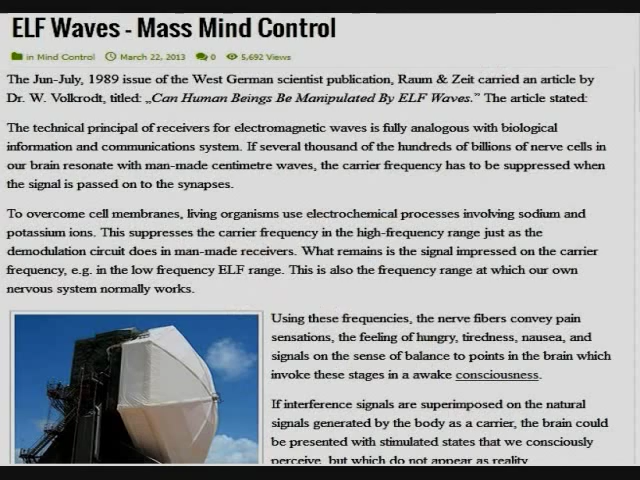 ELF Waves - Mass Mind Control
in Mind Control March 22, 2013 0 5,692 Views
The Jun-July, 1989 issue of the West German scientist publication, Raum & Zeit carried an article by
Dr. W. Volkrodt, titled: „Can Human Beings Be Manipulated By ELF Waves.” The article stated:
The technical principal of receivers for electromagnetic waves is fully analogous with biological
information and communications system. If several thousand of the hundreds of billions of nerve cells in
our brain resonate with man-made centimetre waves, the carrier frequency has to be suppressed when
the signal is passed on to the synapses.
To overcome cell membranes, living organisms use electrochemical processes involving sodium and
potassium ions. This suppresses the carrier frequency in the high-frequency range just as the
demodulation circuit does in man-made receivers. What remains is the signal impressed on the carrier
frequency, e.g. in the low frequency ELF range. This is also the frequency range at which our own
nervous system normally works.
Using these frequencies, the nerve fibers convey pain
sensations, the feeling of hungry, tiredness, nausea, and
signals on the sense of balance to points in the brain which
invoke these stages in a awake consciousness.
If interference signals are superimposed on the natural
signals generated by the body as a carrier, the brain could
be presented with stimulated states that we consciously
perceive, but which do not appear as reality.